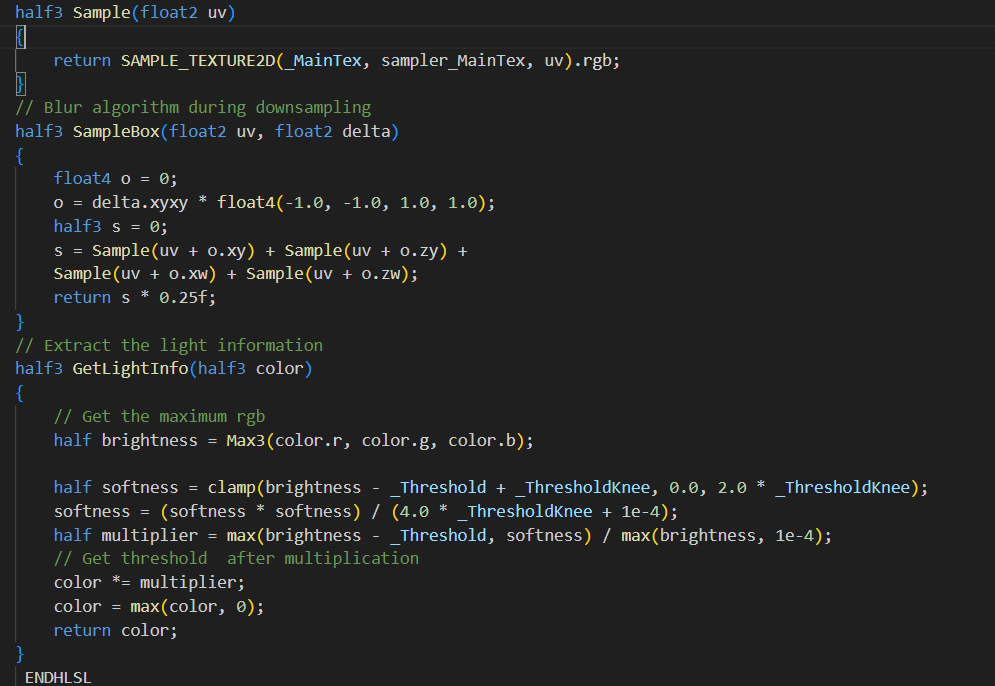 half3 Sample(float2 uv)
{
    return SAMPLE_TEXTURE2D(_MainTex, sampler_MainTex, uv).rgb;
}
// Blur algorithm during downsampling
half3 SampleBox(float2 uv, float2 delta)
{
    float4 o = 0;
    o = delta.xyxy * float4(-1.0, -1.0, 1.0, 1.0);
    half3 s = 0;
    s = Sample(uv + o.xy) + Sample(uv + o.zy) +
    Sample(uv + o.xw) + Sample(uv + o.zw);
    return s * 0.25f;
}
// Extract the light information
half3 GetLightInfo(half3 color)
{
    // Get the maximum rgb
    half brightness = Max3(color.r, color.g, color.b);

    half softness = clamp(brightness - _Threshold + _ThresholdKnee, 0.0, 2.0 * _ThresholdKnee);
    softness = (softness * softness) / (4.0 * _ThresholdKnee + 1e-4);
    half multiplier = max(brightness - _Threshold, softness) / max(brightness, 1e-4);
    // Get threshold  after multiplication
    color *= multiplier;
    color = max(color, 0);
    return color;
}
 ENDHLSL